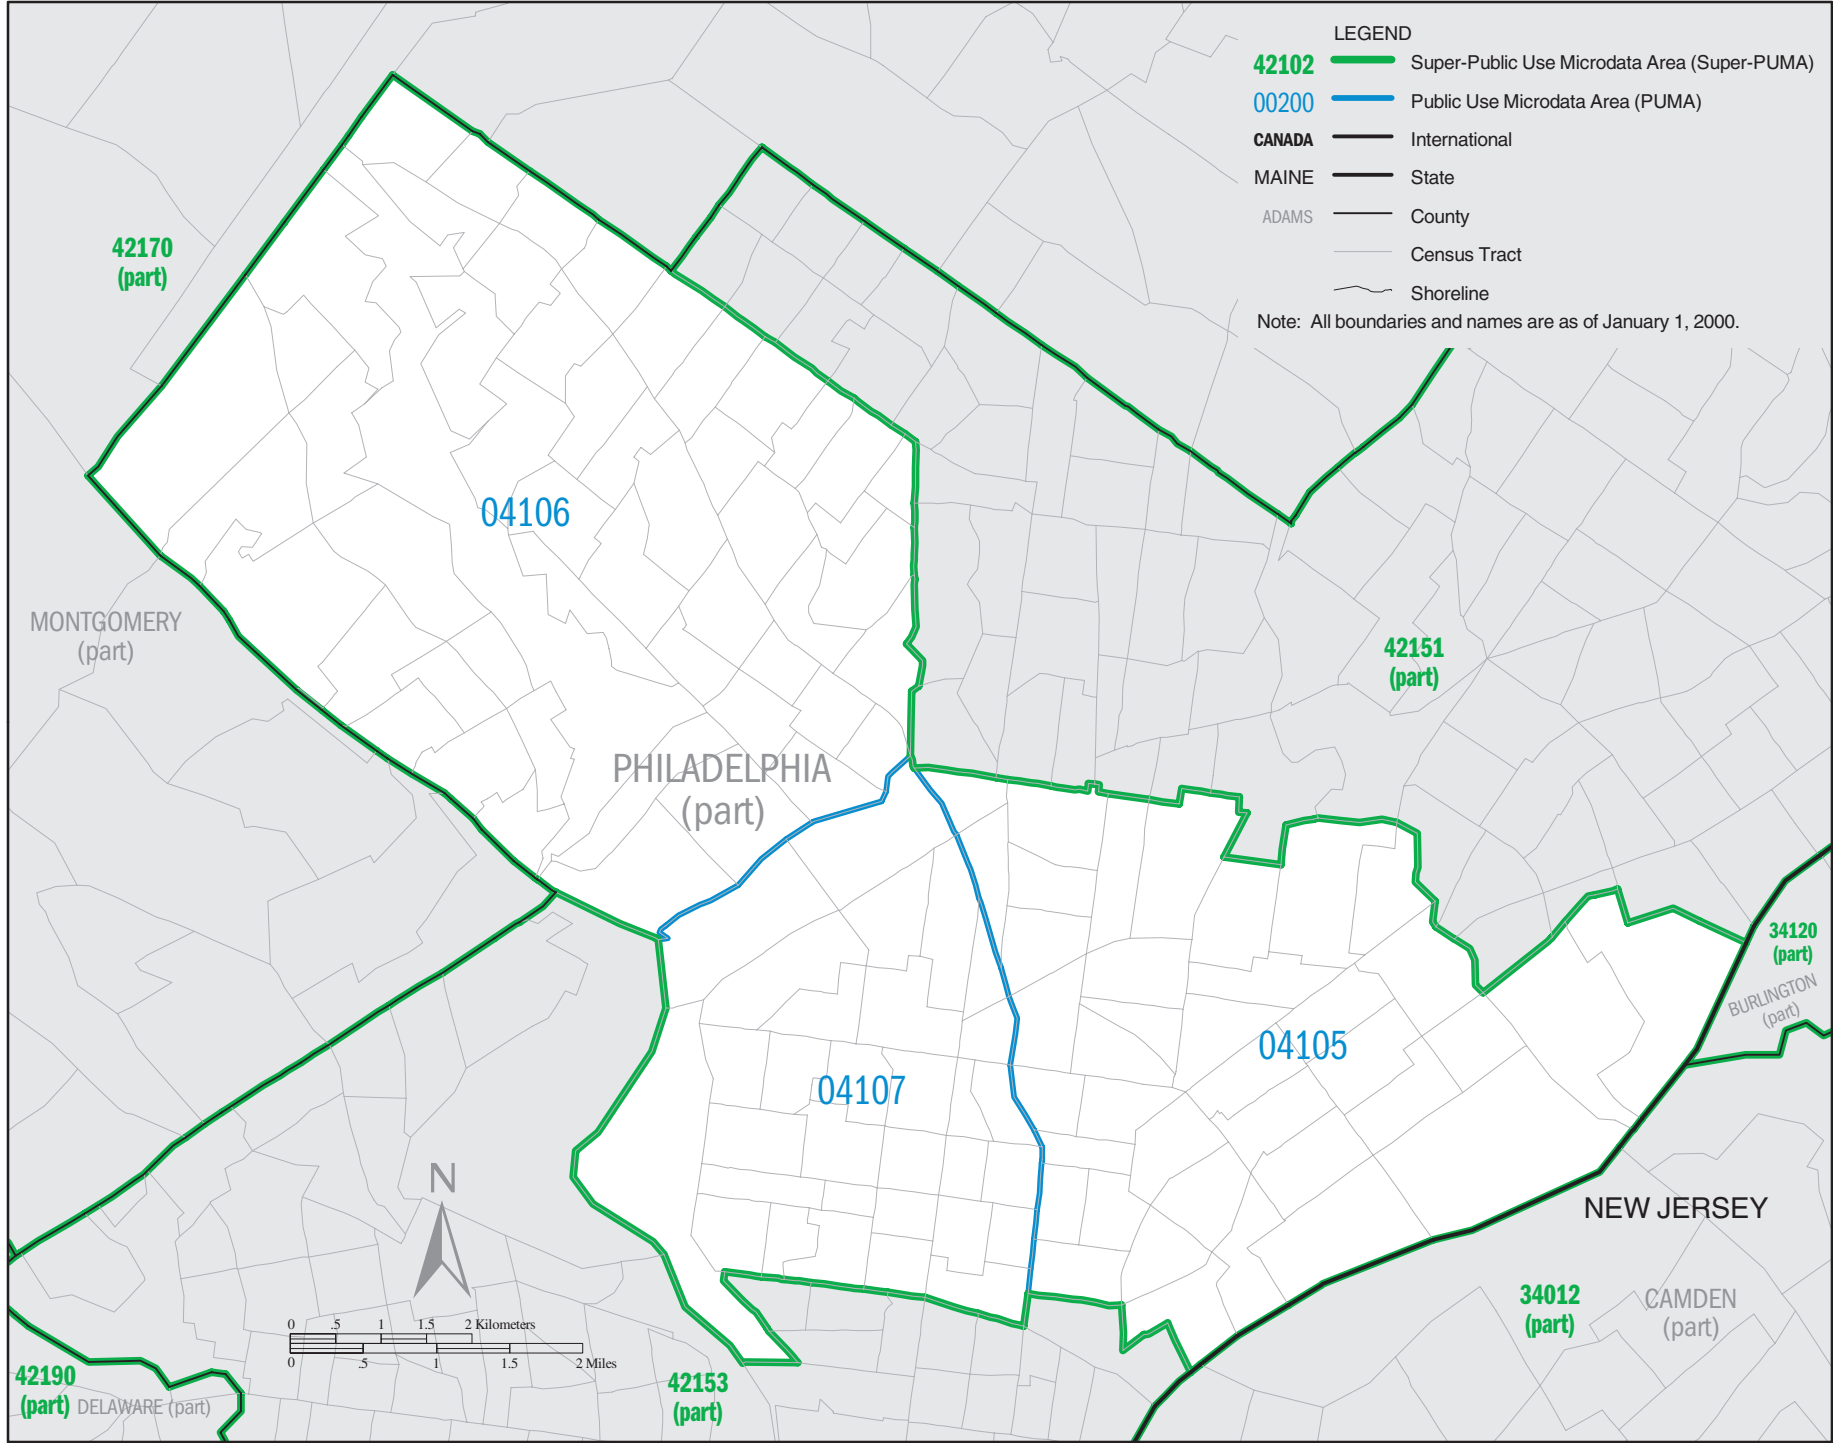 LEGEND
42102 Super-Public Use Microdata Area (Super-PUMA)
00200 Public Use Microdata Area (PUMA)
CANADA International
MAINE State
ADAMS County
Census Tract
Shoreline
Note: All boundaries and names are as of January 1, 2000.
42170
(part)
04106
MONTGOMERY
(part)
42151
(part)
PHILADELPHIA
(part)
34120
(part)
BURLINGTON
(part)
04105
04107
N
NEW JERSEY
34012
(part)
CAMDEN
(part)
0 .5 1 1.5 2 Kilometers
0 .5 1 1.5 2 Miles
42190
(part)
DELAWARE (part)
42153
(part)